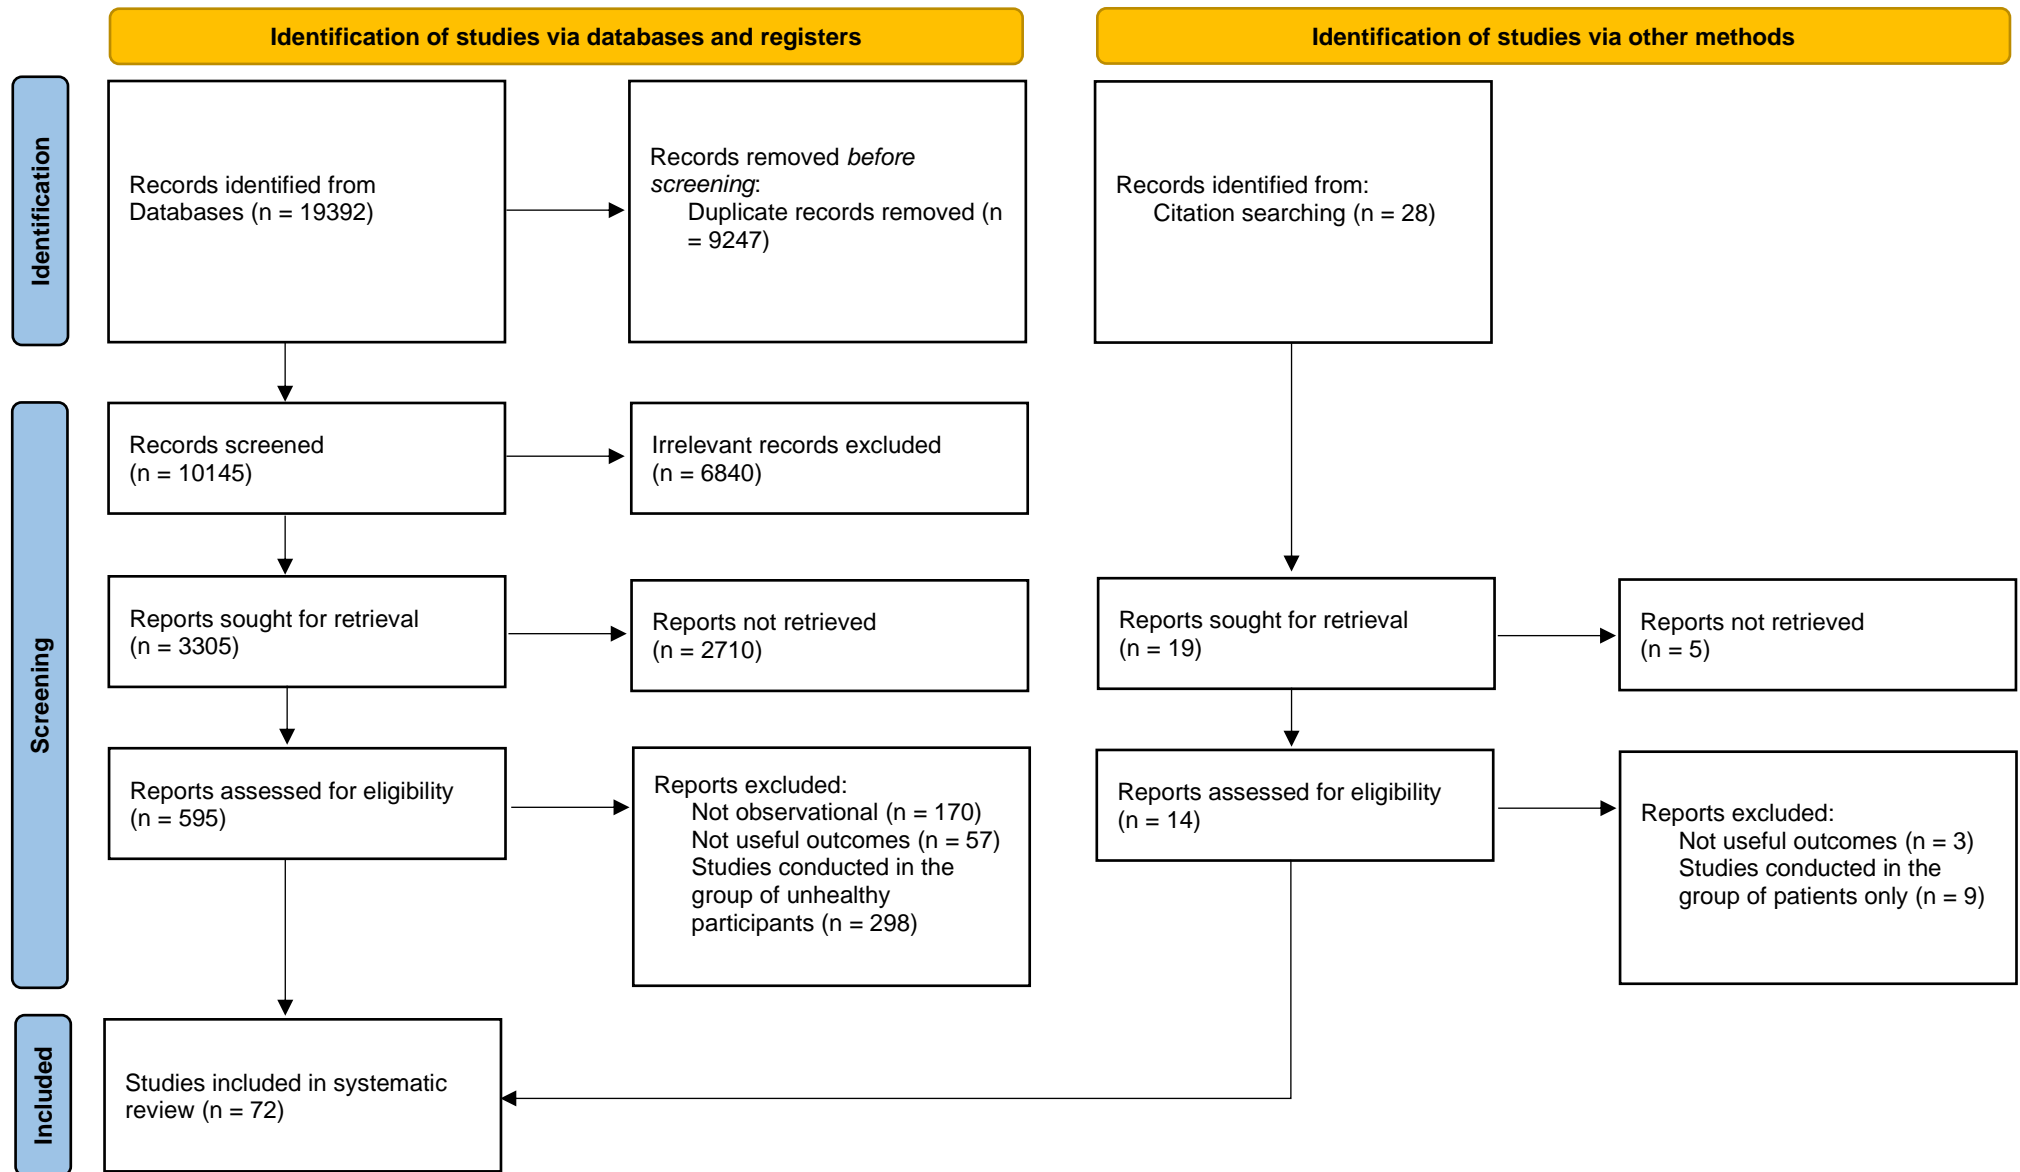 Identification of studies via databases and registers
Identification of studies via other methods
Identification
Records identified from
Databases (n = 19392)
Records removed before
screening:
Duplicate records removed (n
= 9247)
Records identified from:
Citation searching (n = 28)
Screening
Records screened
(n = 10145)
Irrelevant records excluded
(n = 6840)
Reports sought for retrieval
(n = 3305)
Reports not retrieved
(n = 2710)
Reports sought for retrieval
(n = 19)
Reports not retrieved
(n = 5)
Reports assessed for eligibility
(n = 595)
Reports excluded:
Not observational (n = 170)
Not useful outcomes (n = 57)
Studies conducted in the
group of unhealthy
participants (n = 298)
Reports assessed for eligibility
(n = 14)
Reports excluded:
Not useful outcomes (n = 3)
Studies conducted in the
group of patients only (n = 9)
Included
Studies included in systematic
review (n = 72)